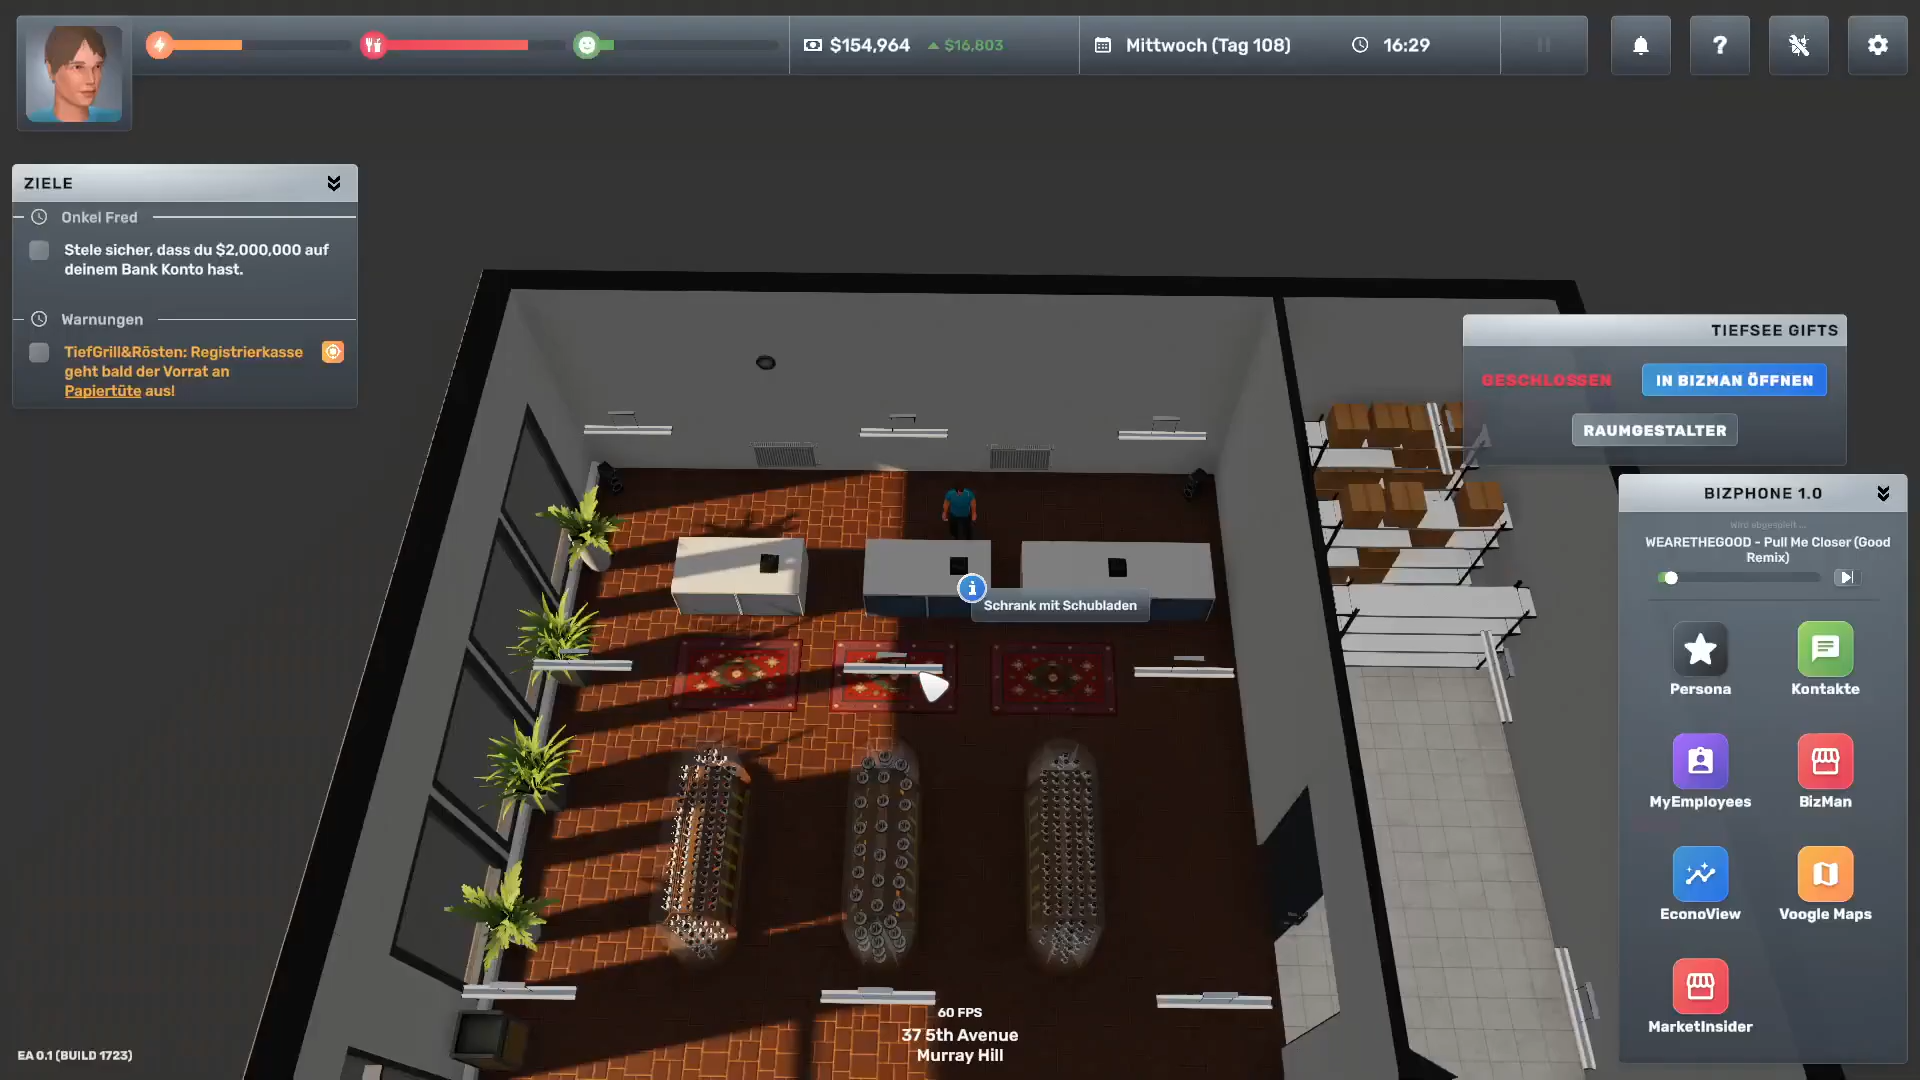 $154,964
$16,803
Mittwoch (Tag 108)
16:29
ZIELE
Onkel Fred
Stele sicher, dass du $2,000,000 auf
deinem Bank Konto hast.
Warnungen
TiefGrill&Rösten: Registrierkasse
geht bald der Vorrat an
Papiertüte aus!
TIEFSEE GIFTS
GESCHLOSSEN
IN BIZMAN ÖFFNEN
RAUMGESTALTER
BIZPHONE 1.0
Wird abgespielt ...
WEARETHEGOOD - Pull Me Closer (Good
Remix)
Schrank mit Schubladen
Persona
Kontakte
MyEmployees
BizMan
EconoView
Voogle Maps
MarketInsider
60 FPS
37 5th Avenue
Murray Hill
EA 0.1 (BUILD 1723)